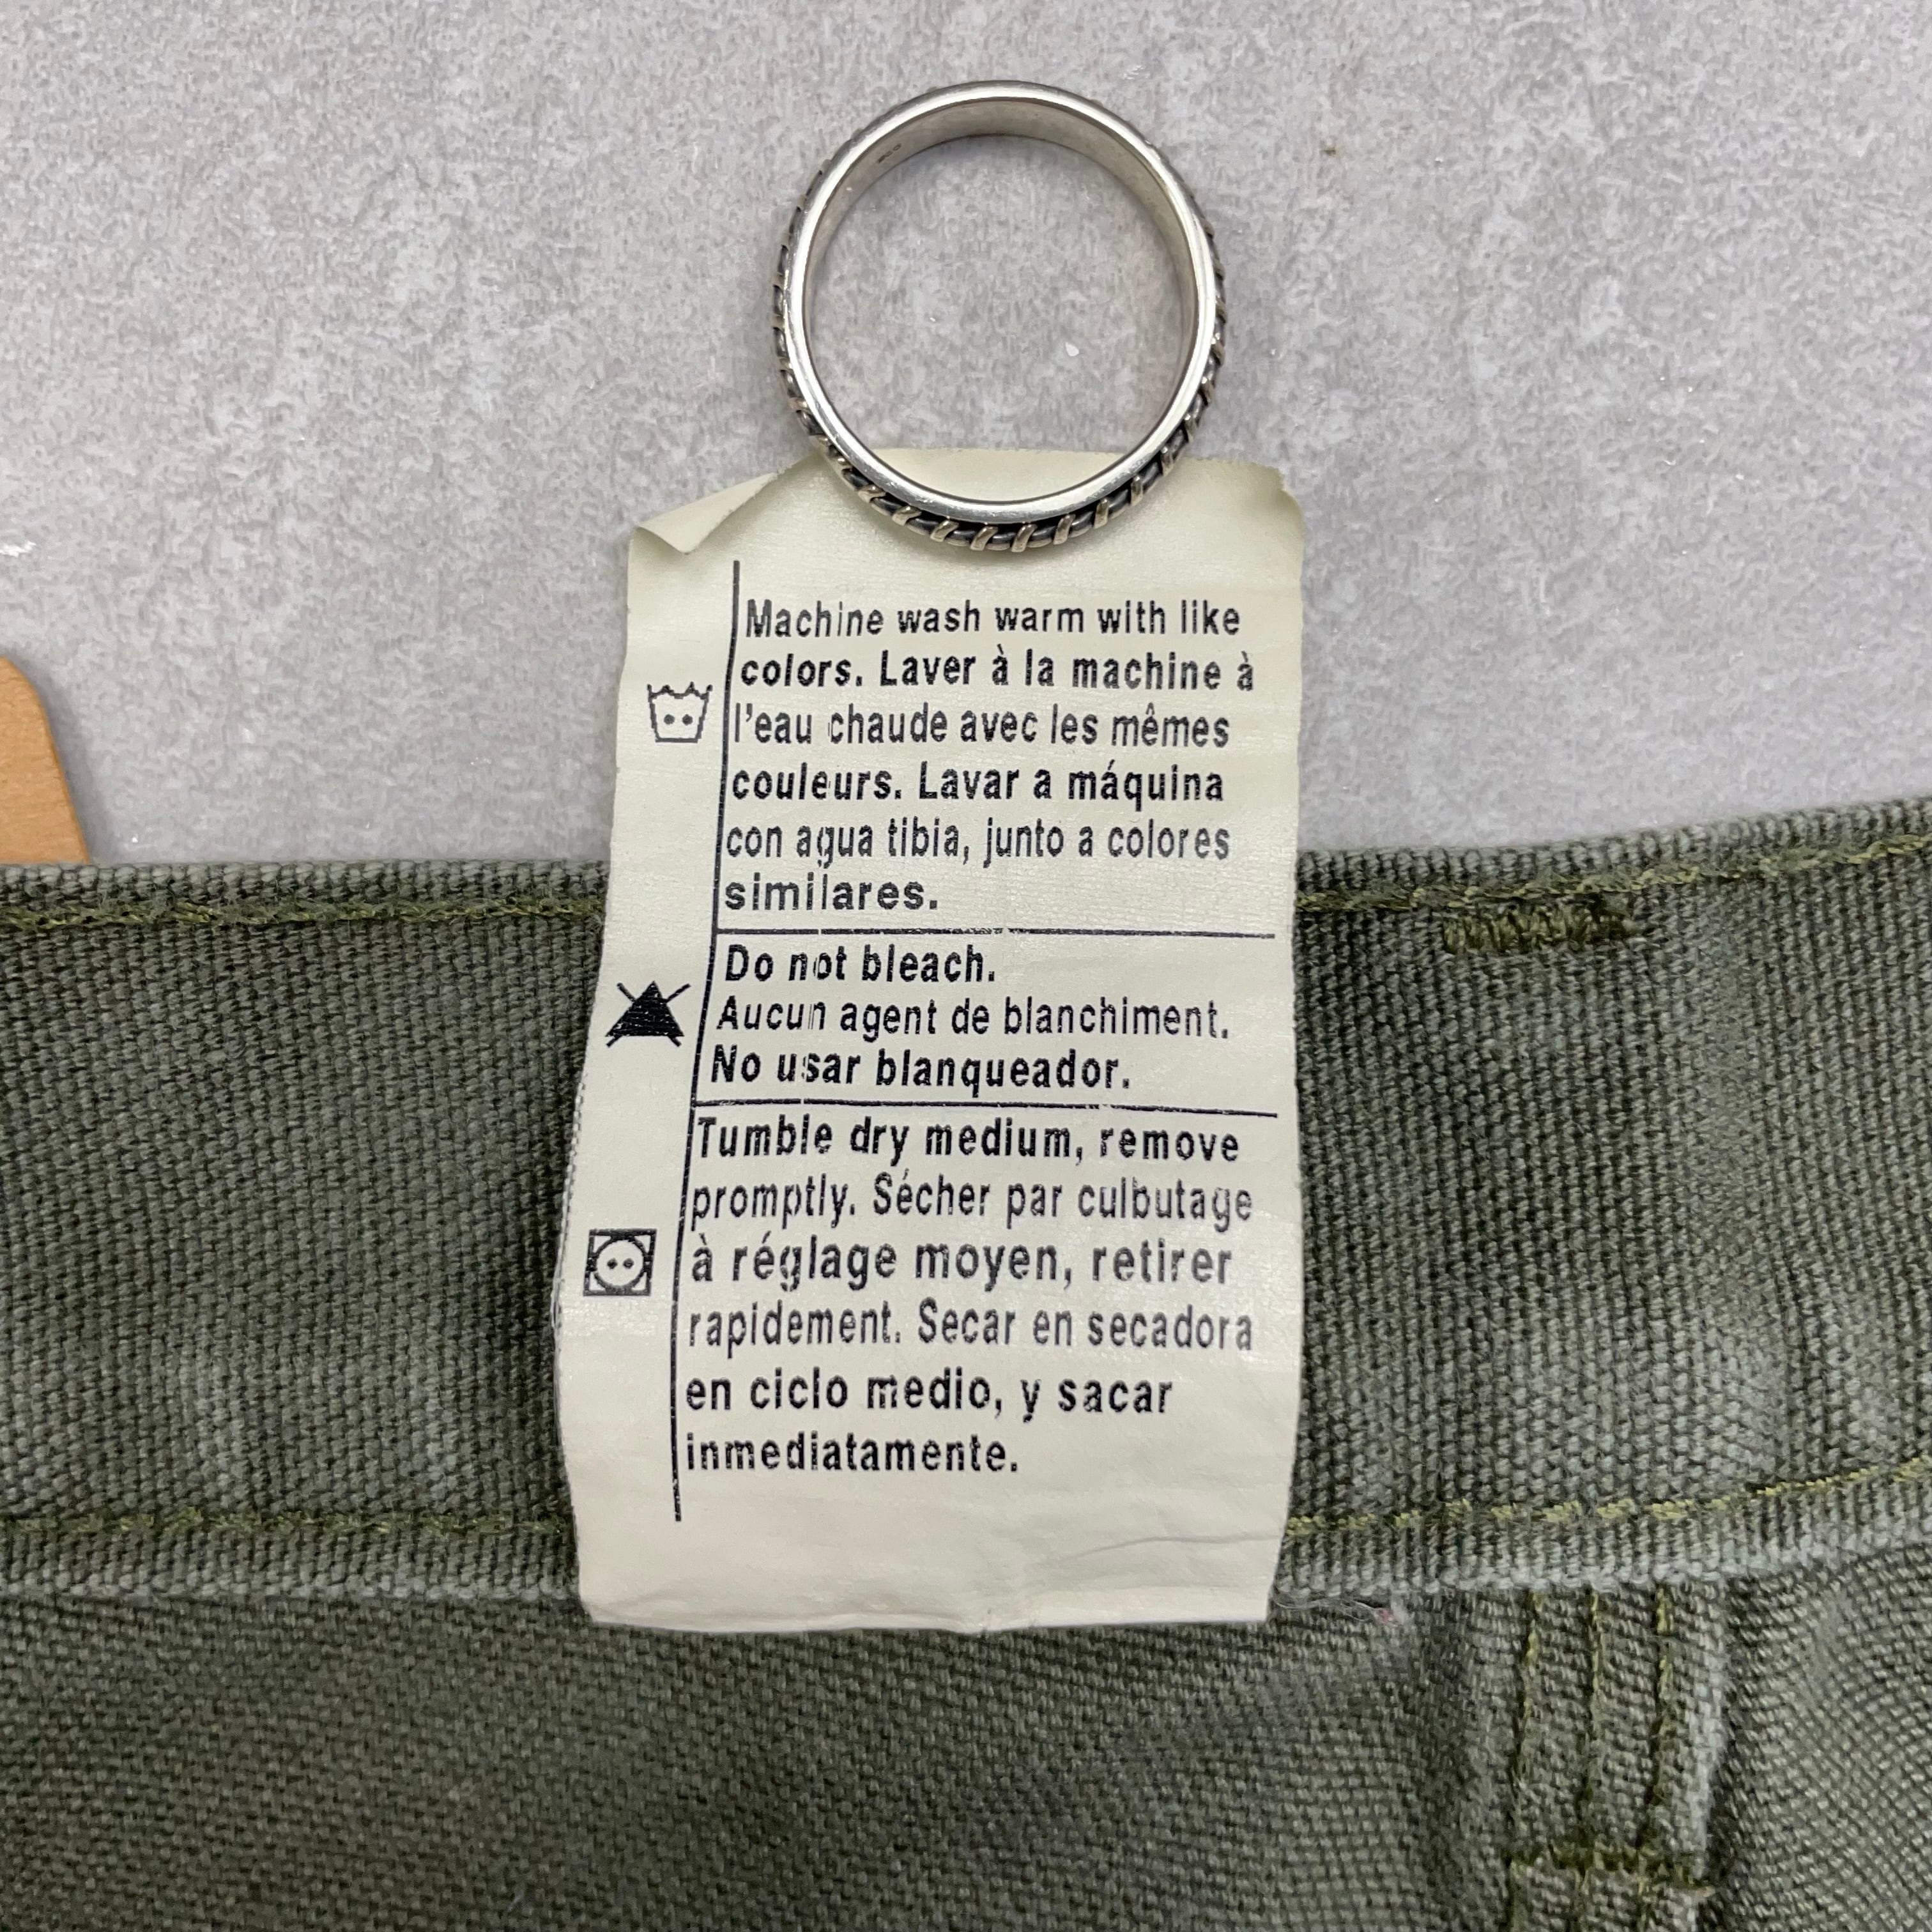 Machine wash warm with like
colors. Laver à la machine à
l'eau chaude avec les mêmes
couleurs. Lavar a máquina
con agua tibia, junto a colores
similares.
Do not bleach.
Aucun agent de blanchiment.
No usar blanqueador.
Tumble dry medium, remove
promptly. Sécher par culbutage
à réglage moyen, retirer
rapidement. Secar en secadora
en ciclo medio, y sacar
inmediatamente.